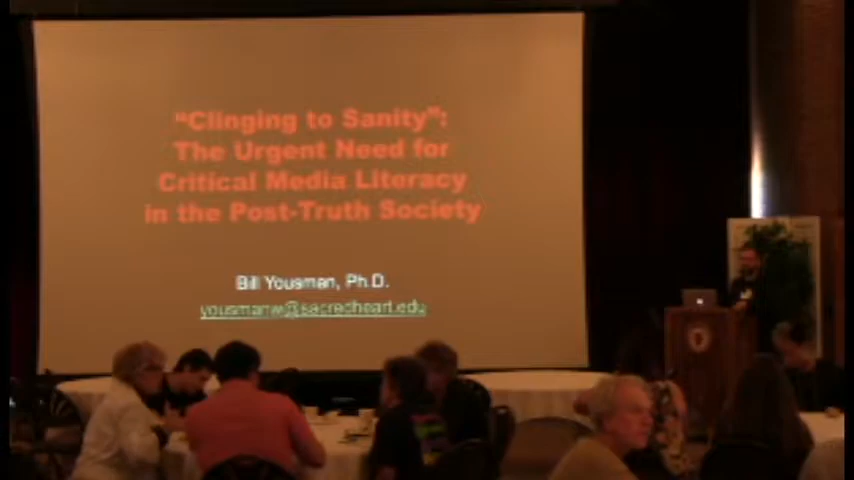 "Clinging to Sanity":
The Urgent Need for
Critical Media Literacy
in the Post-Truth Society
Bill Yousman, Ph.D.
yousmanw@sacredheart.edu